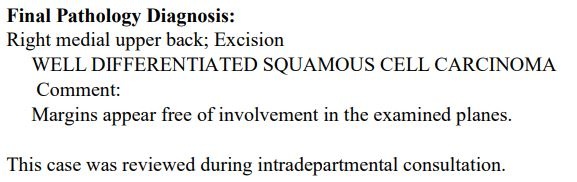 Final Pathology Diagnosis:
Right medial upper back; Excision
WELL DIFFERENTIATED SQUAMOUS CELL CARCINOMA
Comment:
Margins appear free of involvement in the examined planes.
This case was reviewed during intradepartmental consultation.